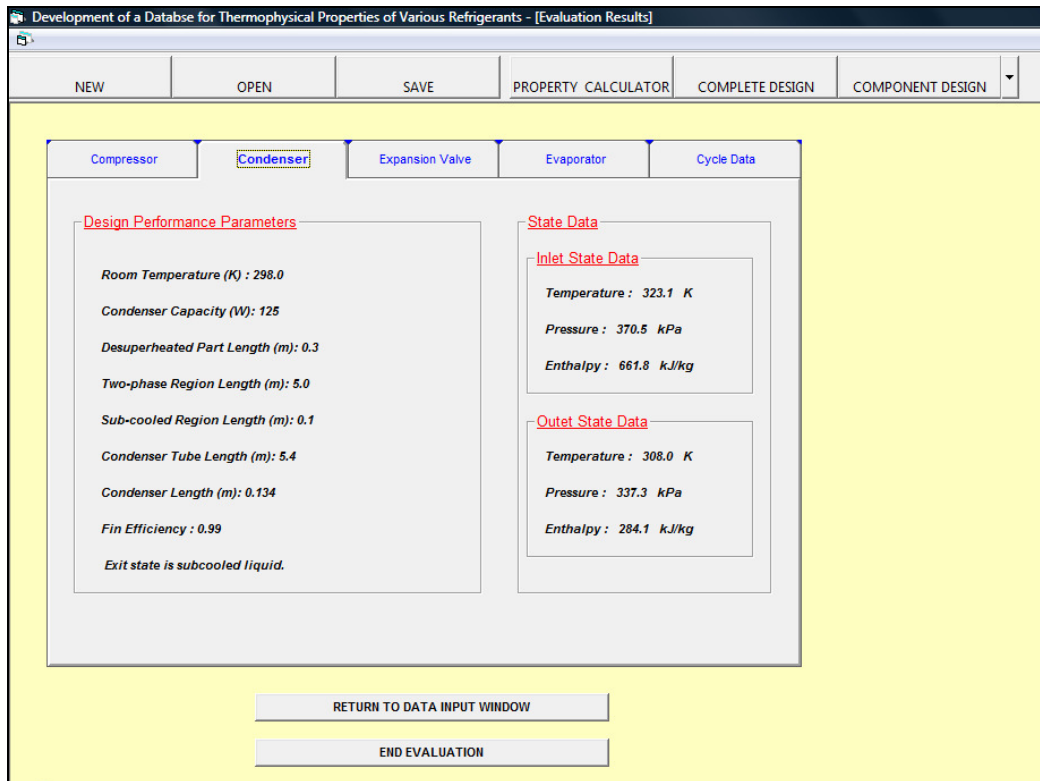 Development of a Databse for Thermophysical Properties of Various Refrigerants - [Evaluation Results]
NEW OPEN SAVE PROPERTY CALCULATOR COMPLETE DESIGN COMPONENT DESIGN
Compressor Condenser Expansion Valve Evaporator Cycle Data
Design Performance Parameters
Room Temperature (K) : 298.0
Condenser Capacity (W): 125
Desuperheated Part Length (m): 0.3
Two-phase Region Length (m): 5.0
Sub-cooled Region Length (m): 0.1
Condenser Tube Length (m): 5.4
Condenser Length (m): 0.134
Fin Efficiency : 0.99
Exit state is subcooled liquid.
State Data
Inlet State Data
Temperature : 323.1 K
Pressure : 370.5 kPa
Enthalpy : 661.8 kJ/kg
Outet State Data
Temperature : 308.0 K
Pressure : 337.3 kPa
Enthalpy : 284.1 kJ/kg
RETURN TO DATA INPUT WINDOW
END EVALUATION